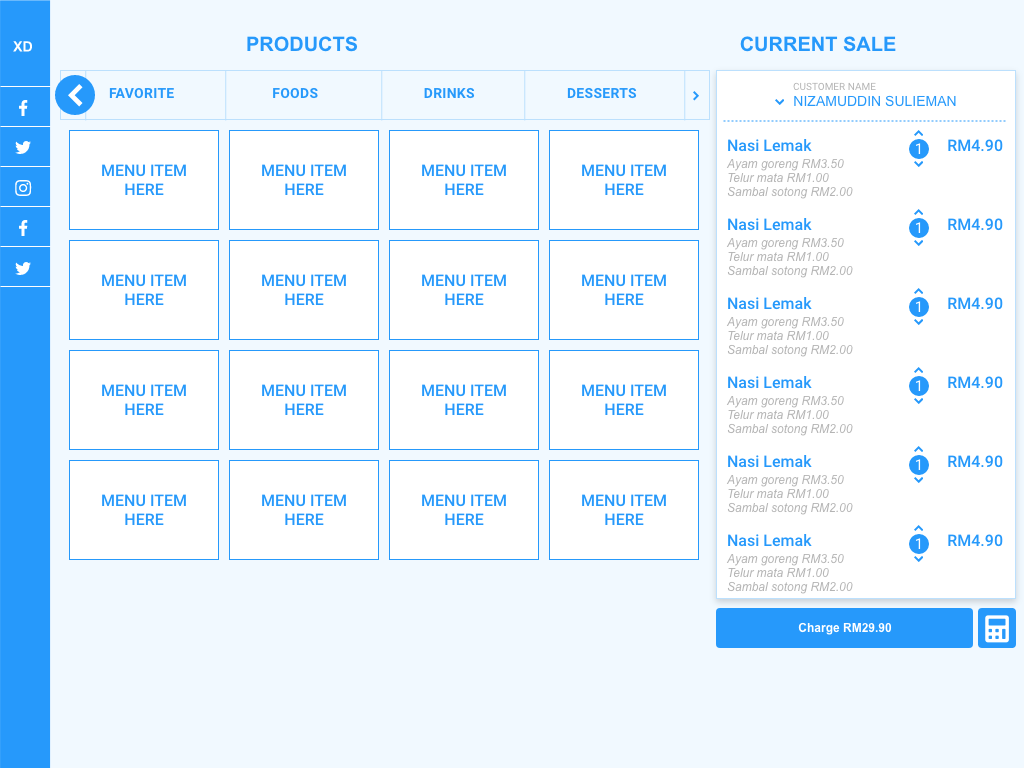 XD
PRODUCTS
FAVORITE
FOODS
DRINKS
DESSERTS
MENU ITEM
HERE
MENU ITEM
HERE
MENU ITEM
HERE
MENU ITEM
HERE
MENU ITEM
HERE
MENU ITEM
HERE
MENU ITEM
HERE
MENU ITEM
HERE
MENU ITEM
HERE
MENU ITEM
HERE
MENU ITEM
HERE
MENU ITEM
HERE
MENU ITEM
HERE
MENU ITEM
HERE
MENU ITEM
HERE
MENU ITEM
HERE
CURRENT SALE
CUSTOMER NAME
NIZAMUDDIN SULIEMAN
Nasi Lemak 1 RM4.90
Ayam goreng RM3.50
Telur mata RM1.00
Sambal sotong RM2.00
Nasi Lemak 1 RM4.90
Ayam goreng RM3.50
Telur mata RM1.00
Sambal sotong RM2.00
Nasi Lemak 1 RM4.90
Ayam goreng RM3.50
Telur mata RM1.00
Sambal sotong RM2.00
Nasi Lemak 1 RM4.90
Ayam goreng RM3.50
Telur mata RM1.00
Sambal sotong RM2.00
Nasi Lemak 1 RM4.90
Ayam goreng RM3.50
Telur mata RM1.00
Sambal sotong RM2.00
Nasi Lemak 1 RM4.90
Ayam goreng RM3.50
Telur mata RM1.00
Sambal sotong RM2.00
Charge RM29.90